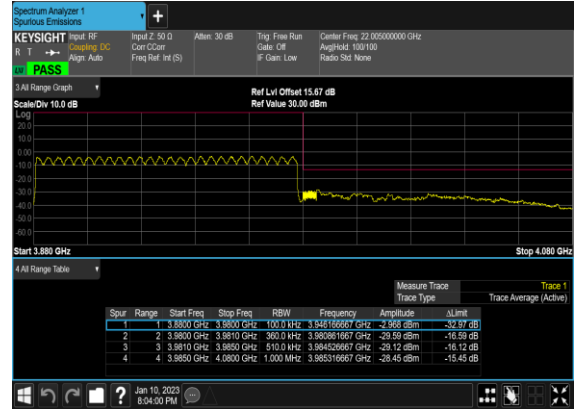 Spectrum Analyzer 1
Spurious Emissions
KEYSIGHT Input: RF Input Z: 50 Ω Atten: 30 dB Trig: Free Run Center Freq: 22.005000000 GHz
R T Coupling: DC Corr CCorr Gate: Off Avg|Hold: 100/100
Align: Auto Freq Ref: Int (S) IF Gain: Low Radio Std: None
PASS
3 All Range Graph
Ref Lvl Offset 15.67 dB
Scale/Div 10.0 dB Ref Value 30.00 dBm
Log
20.0
10.0
0.00
-10.0
-20.0
-30.0
-40.0
-50.0
-60.0
Start 3.880 GHz Stop 4.080 GHz
4 All Range Table
Measure Trace Trace 1
Trace Type Trace Average (Active)
Spur Range Start Freq Stop Freq RBW Frequency Amplitude ΔLimit
1 1 3.8800 GHz 3.9800 GHz 100.0 kHz 3.946166667 GHz -2.968 dBm -32.97 dB
2 2 3.9800 GHz 3.9810 GHz 360.0 kHz 3.980861667 GHz -29.59 dBm -16.59 dB
3 3 3.9810 GHz 3.9850 GHz 510.0 kHz 3.984526667 GHz -29.12 dBm -16.12 dB
4 4 3.9850 GHz 4.0800 GHz 1.000 MHz 3.985316667 GHz -28.45 dBm -15.45 dB
? Jan 10, 2023
8:04:00 PM